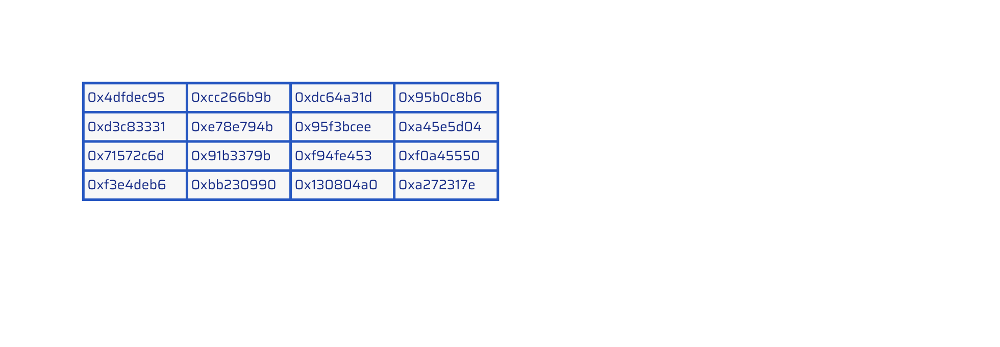 0x4dfdec95 0xcc266b9b 0xdc64a31d 0x95b0c8b6
0xd3c83331 0xe78e794b 0x95f3bcee 0xa45e5d04
0x71572c6d 0x91b3379b 0xf94fe453 0xf0a45550
0xf3e4deb6 0xbb230990 0x130804a0 0xa272317e